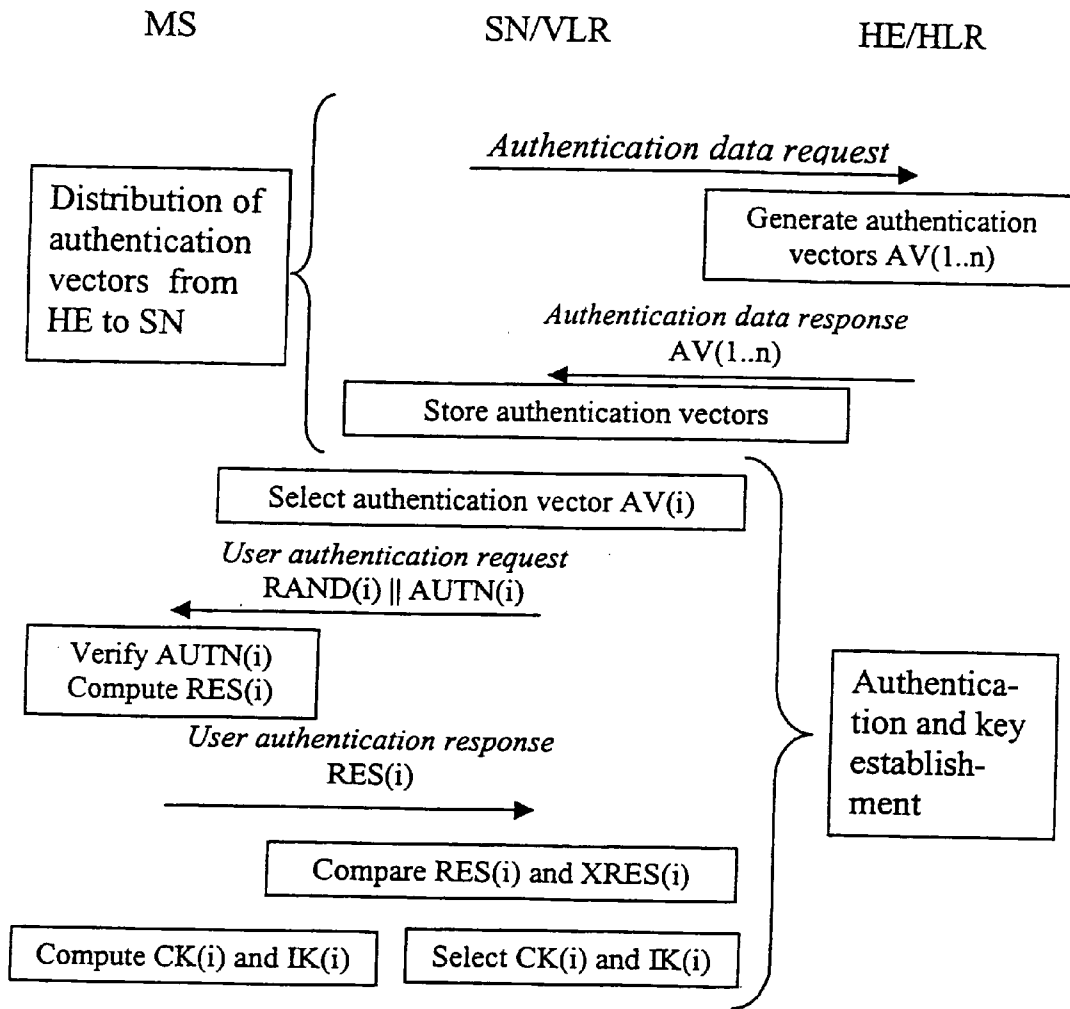 MS
SN/VLR
HE/HLR
Authentication data request
Distribution of
authentication
vectors from
HE to SN
Generate authentication
vectors AV(1..n)
Authentication data response
AV(1..n)
Store authentication vectors
Select authentication vector AV(i)
User authentication request
RAND(i) || AUTN(i)
Verify AUTN(i)
Compute RES(i)
User authentication response
RES(i)
Authentica-
tion and key
establish-
ment
Compare RES(i) and XRES(i)
Compute CK(i) and IK(i)
Select CK(i) and IK(i)